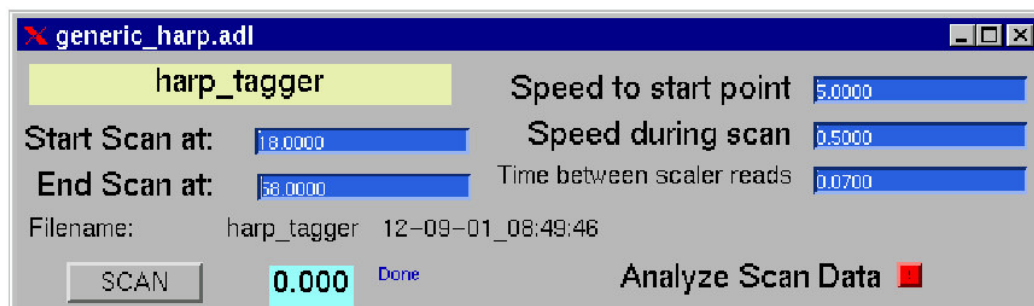 generic_harp.adl
harp_tagger
Speed to start point 5.0000
Start Scan at: 18.0000
Speed during scan 0.5000
End Scan at: 58.0000
Time between scaler reads 0.0700
Filename: harp_tagger 12-09-01_08:49:46
SCAN 0.000 Done Analyze Scan Data !